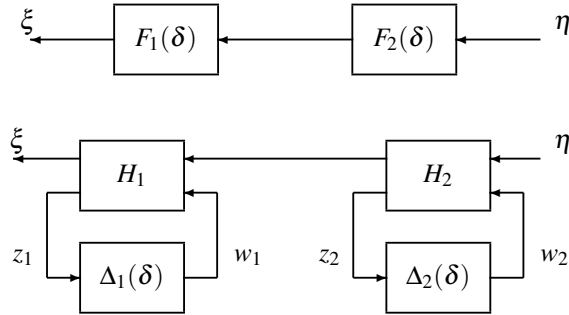 ξ F₁(δ) F₂(δ) η
ξ H₁ H₂ η
z₁ Δ₁(δ) w₁ z₂ Δ₂(δ) w₂